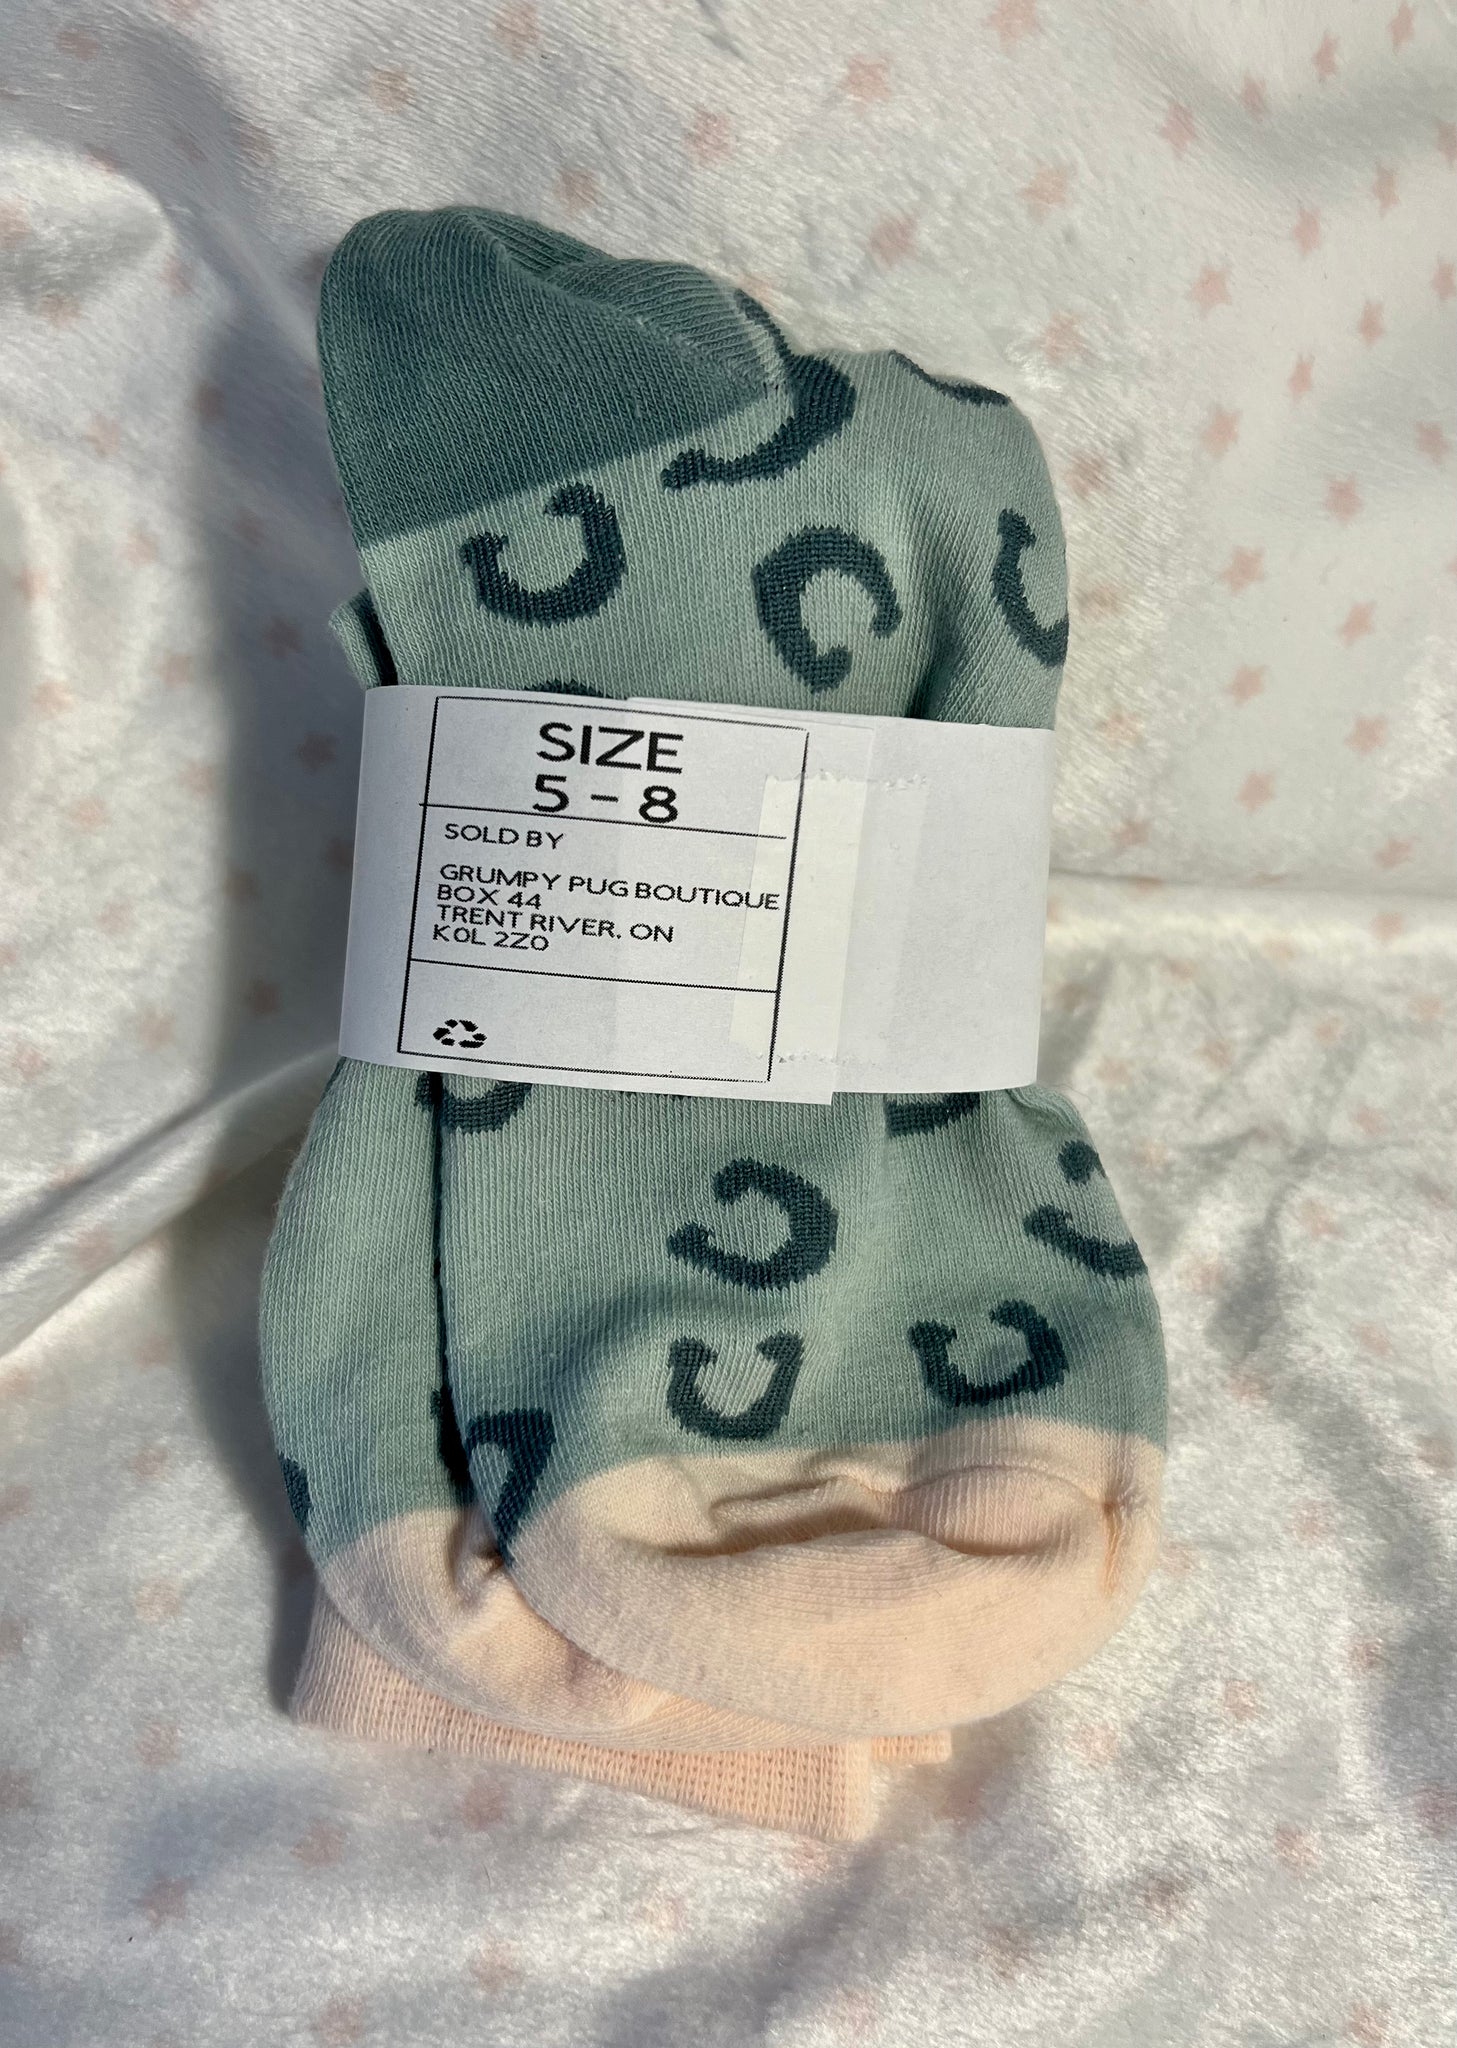 SIZE
5 - 8
SOLD BY
GRUMPY PUG BOUTIQUE
BOX 44
TRENT RIVER, ON
K0L 2Z0